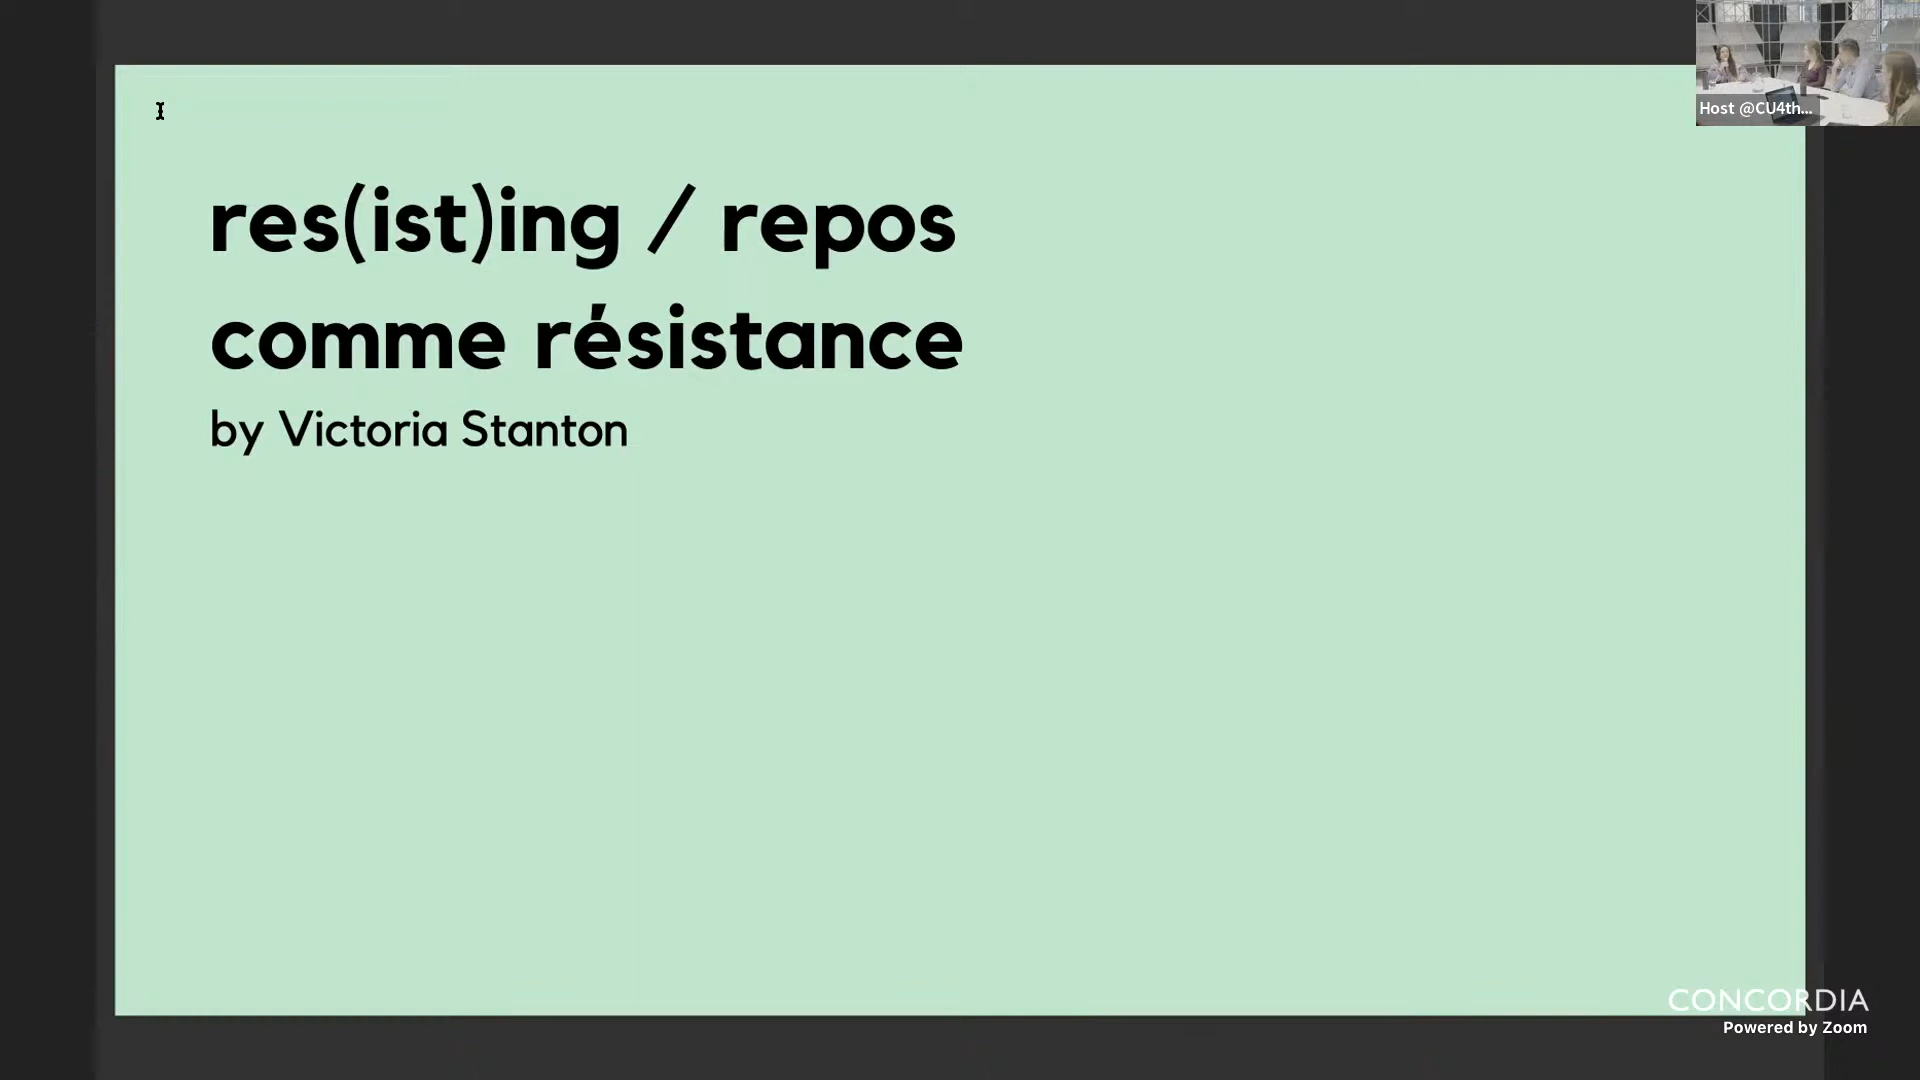 Host @CU4th...
res(ist)ing / repos
comme résistance
by Victoria Stanton
CONCORDIA
Powered by Zoom